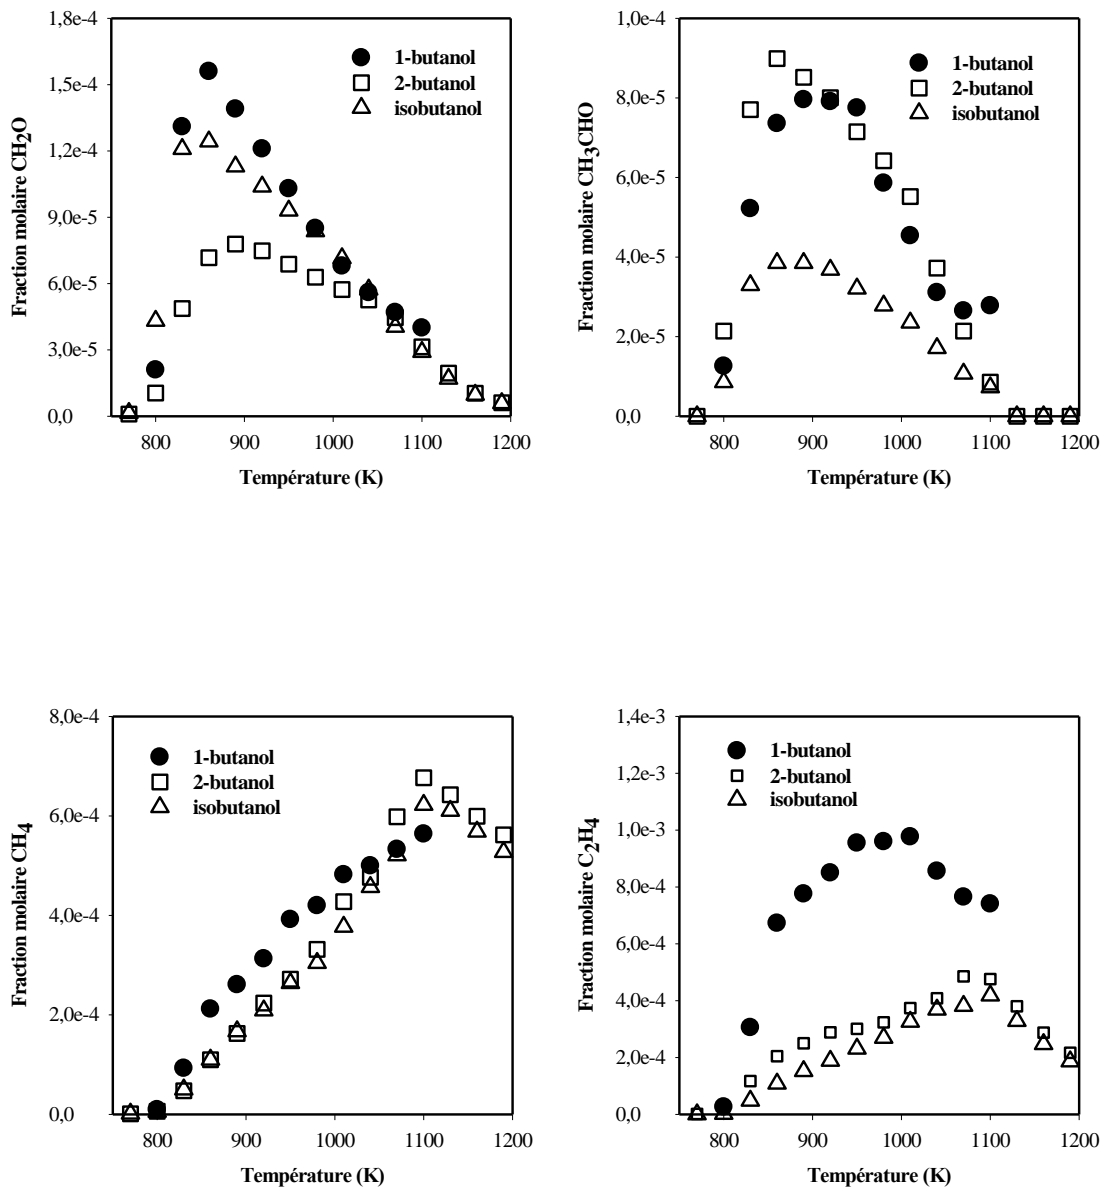 1,8e-4
1,5e-4
1,2e-4
9,0e-5
6,0e-5
3,0e-5
0,0
Fraction molaire CH2O
1-butanol
2-butanol
isobutanol
800 900 1000 1100 1200
Température (K)
1,0e-4
8,0e-5
6,0e-5
4,0e-5
2,0e-5
0,0
Fraction molaire CH3CHO
1-butanol
2-butanol
isobutanol
800 900 1000 1100 1200
Température (K)
8,0e-4
6,0e-4
4,0e-4
2,0e-4
0,0
Fraction molaire CH4
1-butanol
2-butanol
isobutanol
800 900 1000 1100 1200
Température (K)
1,4e-3
1,2e-3
1,0e-3
8,0e-4
6,0e-4
4,0e-4
2,0e-4
0,0
Fraction molaire C2H4
1-butanol
2-butanol
isobutanol
800 900 1000 1100 1200
Température (K)